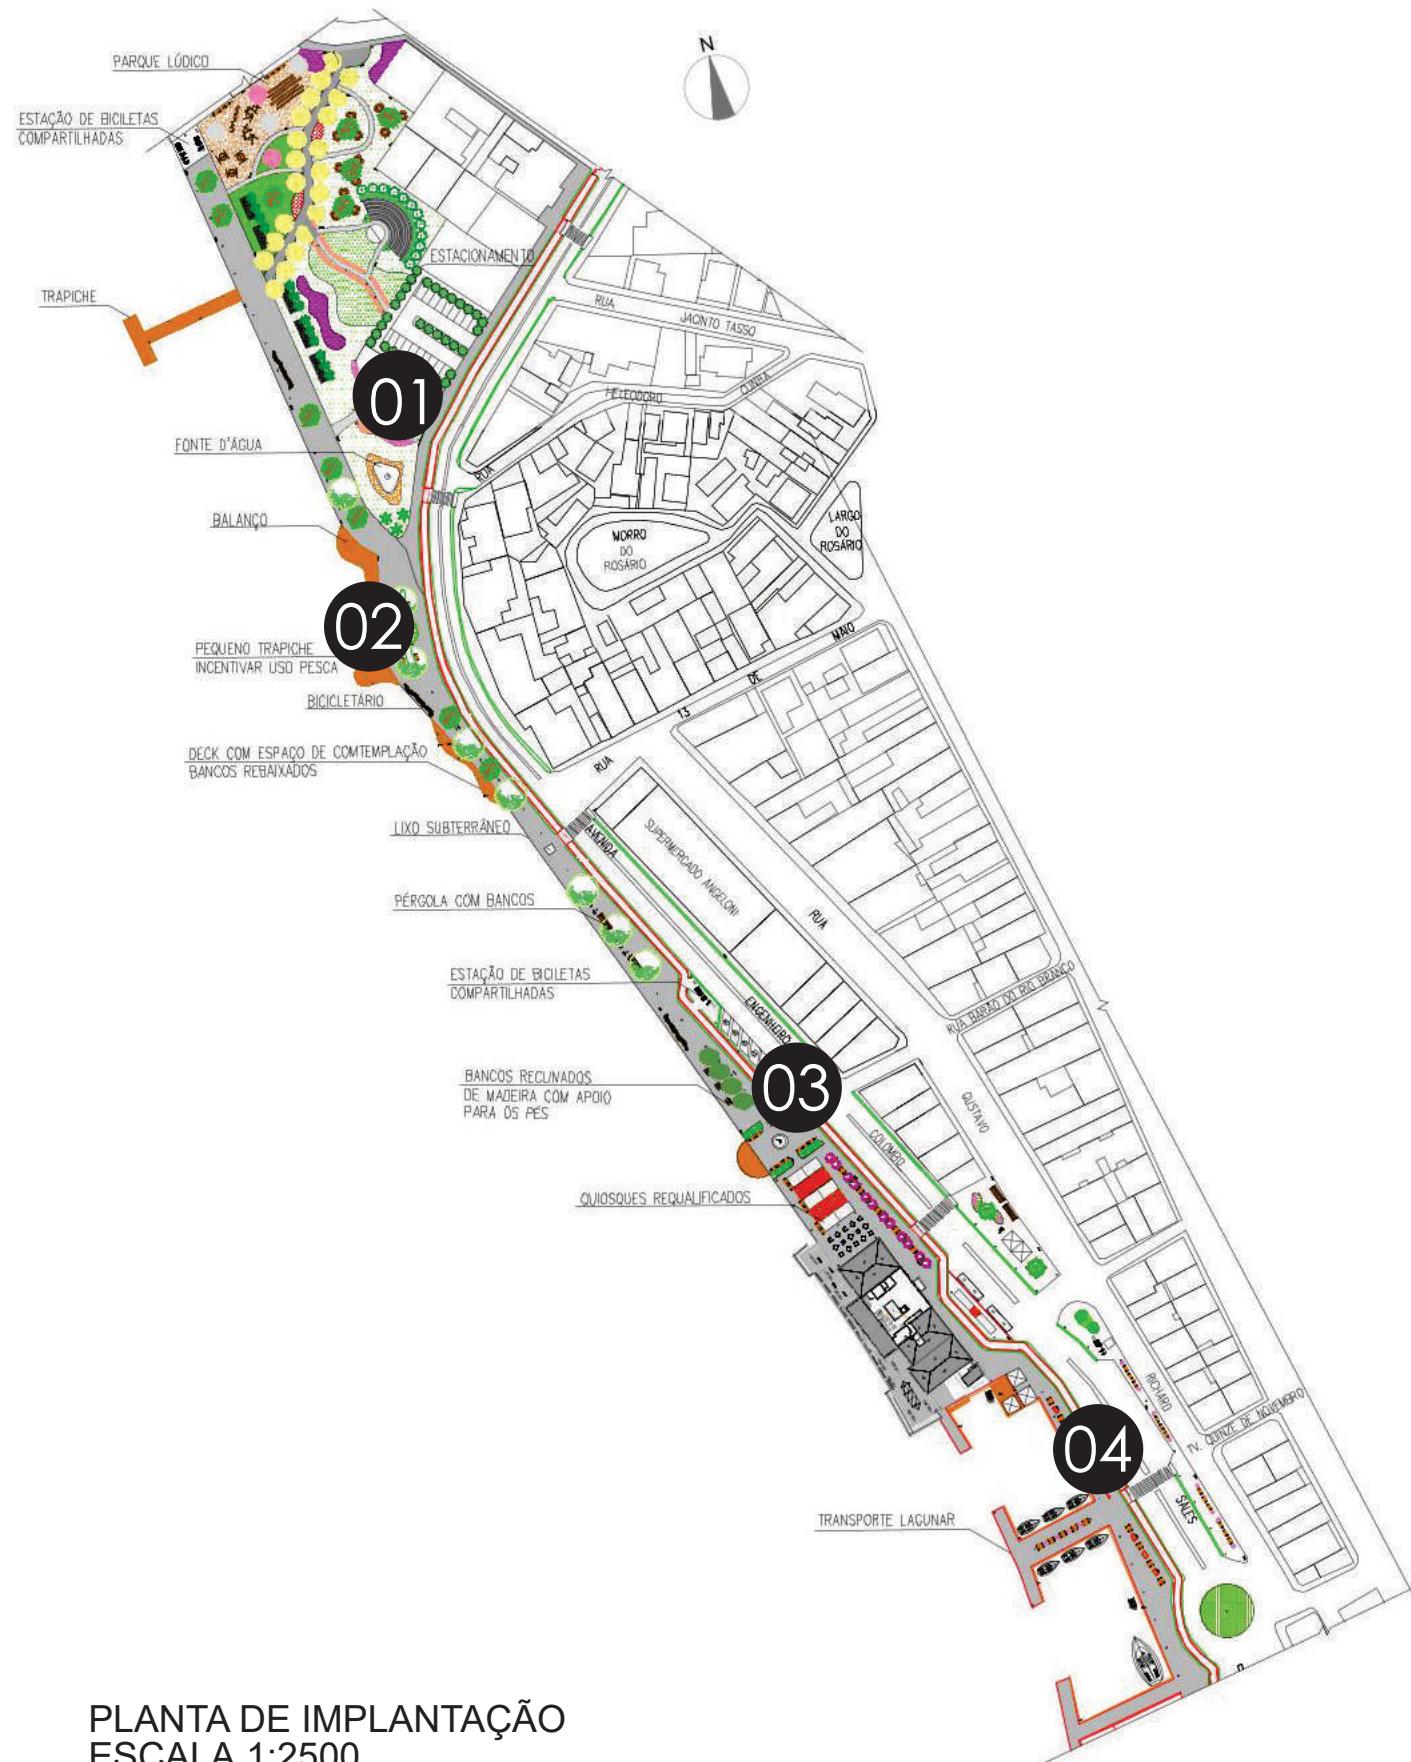 N
PARQUE LÚDICO
ESTAÇÃO DE BICILETAS
COMPARTILHADAS
ESTACIONAMENTO
TRAPICHE
RUA
JACINTO TASSO
HELEODORO
CUNHA
01
FONTE D'ÁGUA
RUA
BALANÇO
MORRO
DO
ROSÁRIO
LARGO
DO
ROSÁRIO
02
PEQUENO TRAPICHE
INCENTIVAR USO PESCA
BICICLETÁRIO
RUA
13
DE
MAIO
DECK COM ESPAÇO DE COMTEMPLAÇÃO
BANCOS REBAIXADOS
LIXO SUBTERRÂNEO
AVENIDA
SUPERMERCADO ANGELONI
PÉRGOLA COM BANCOS
RUA
ESTAÇÃO DE BICILETAS
COMPARTILHADAS
ENGENHEIRO
RUA BARÃO DO RIO BRANCO
BANCOS RECLINADOS
DE MADEIRA COM APOIO
PARA OS PÉS
03
GUSTAVO
COLOMBO
QUIOSQUES REQUALIFICADOS
RICHARD
TV. QUINZE DE NOVEMBRO
04
SALES
TRANSPORTE LAGUNAR
PLANTA DE IMPLANTAÇÃO
ESCALA 1:2500